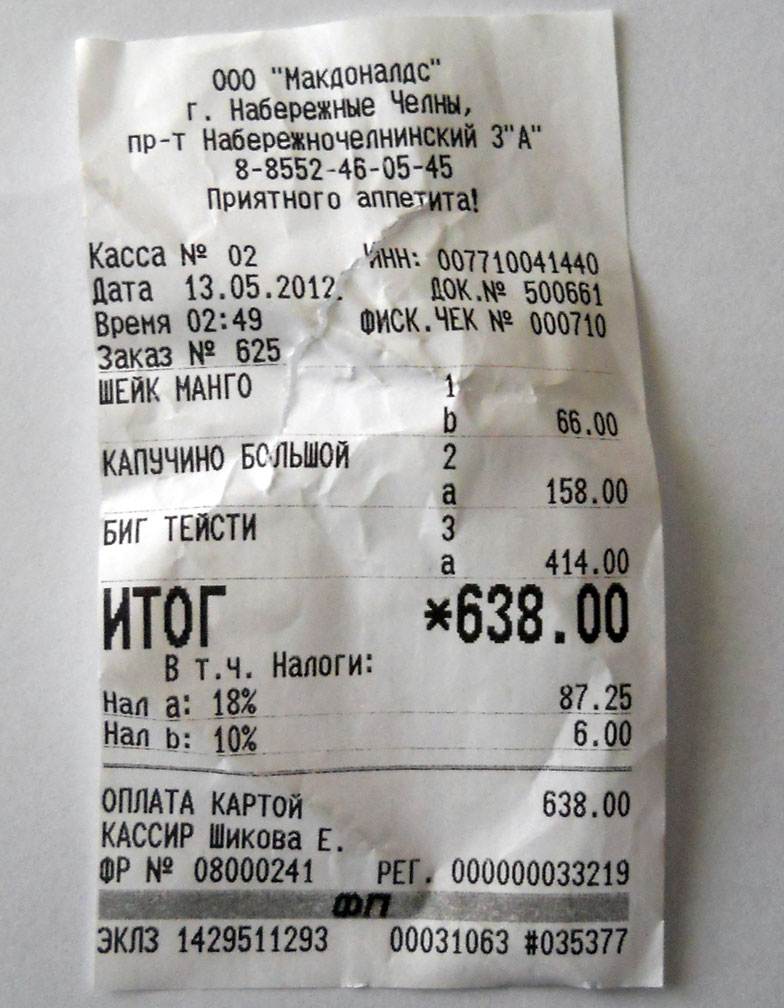 ООО "Макдоналдс"
г. Набережные Челны,
пр-т Набережночелнинский 3"А"
8-8552-46-05-45
Приятного аппетита!
Касса № 02 ИНН: 007710041440
Дата 13.05.2012. ДОК.№ 500661
Время 02:49 ФИСК.ЧЕК № 000710
Заказ № 625
ШЕЙК МАНГО 1
b 66.00
КАПУЧИНО БОЛЬШОЙ 2
a 158.00
БИГ ТЕЙСТИ 3
a 414.00
ИТОГ *638.00
В т.ч. Налоги:
Нал a: 18% 87.25
Нал b: 10% 6.00
ОПЛАТА КАРТОЙ 638.00
КАССИР Шикова Е.
ФР № 08000241 РЕГ. 000000033219
ФП
ЭКЛЗ 1429511293 00031063 #035377